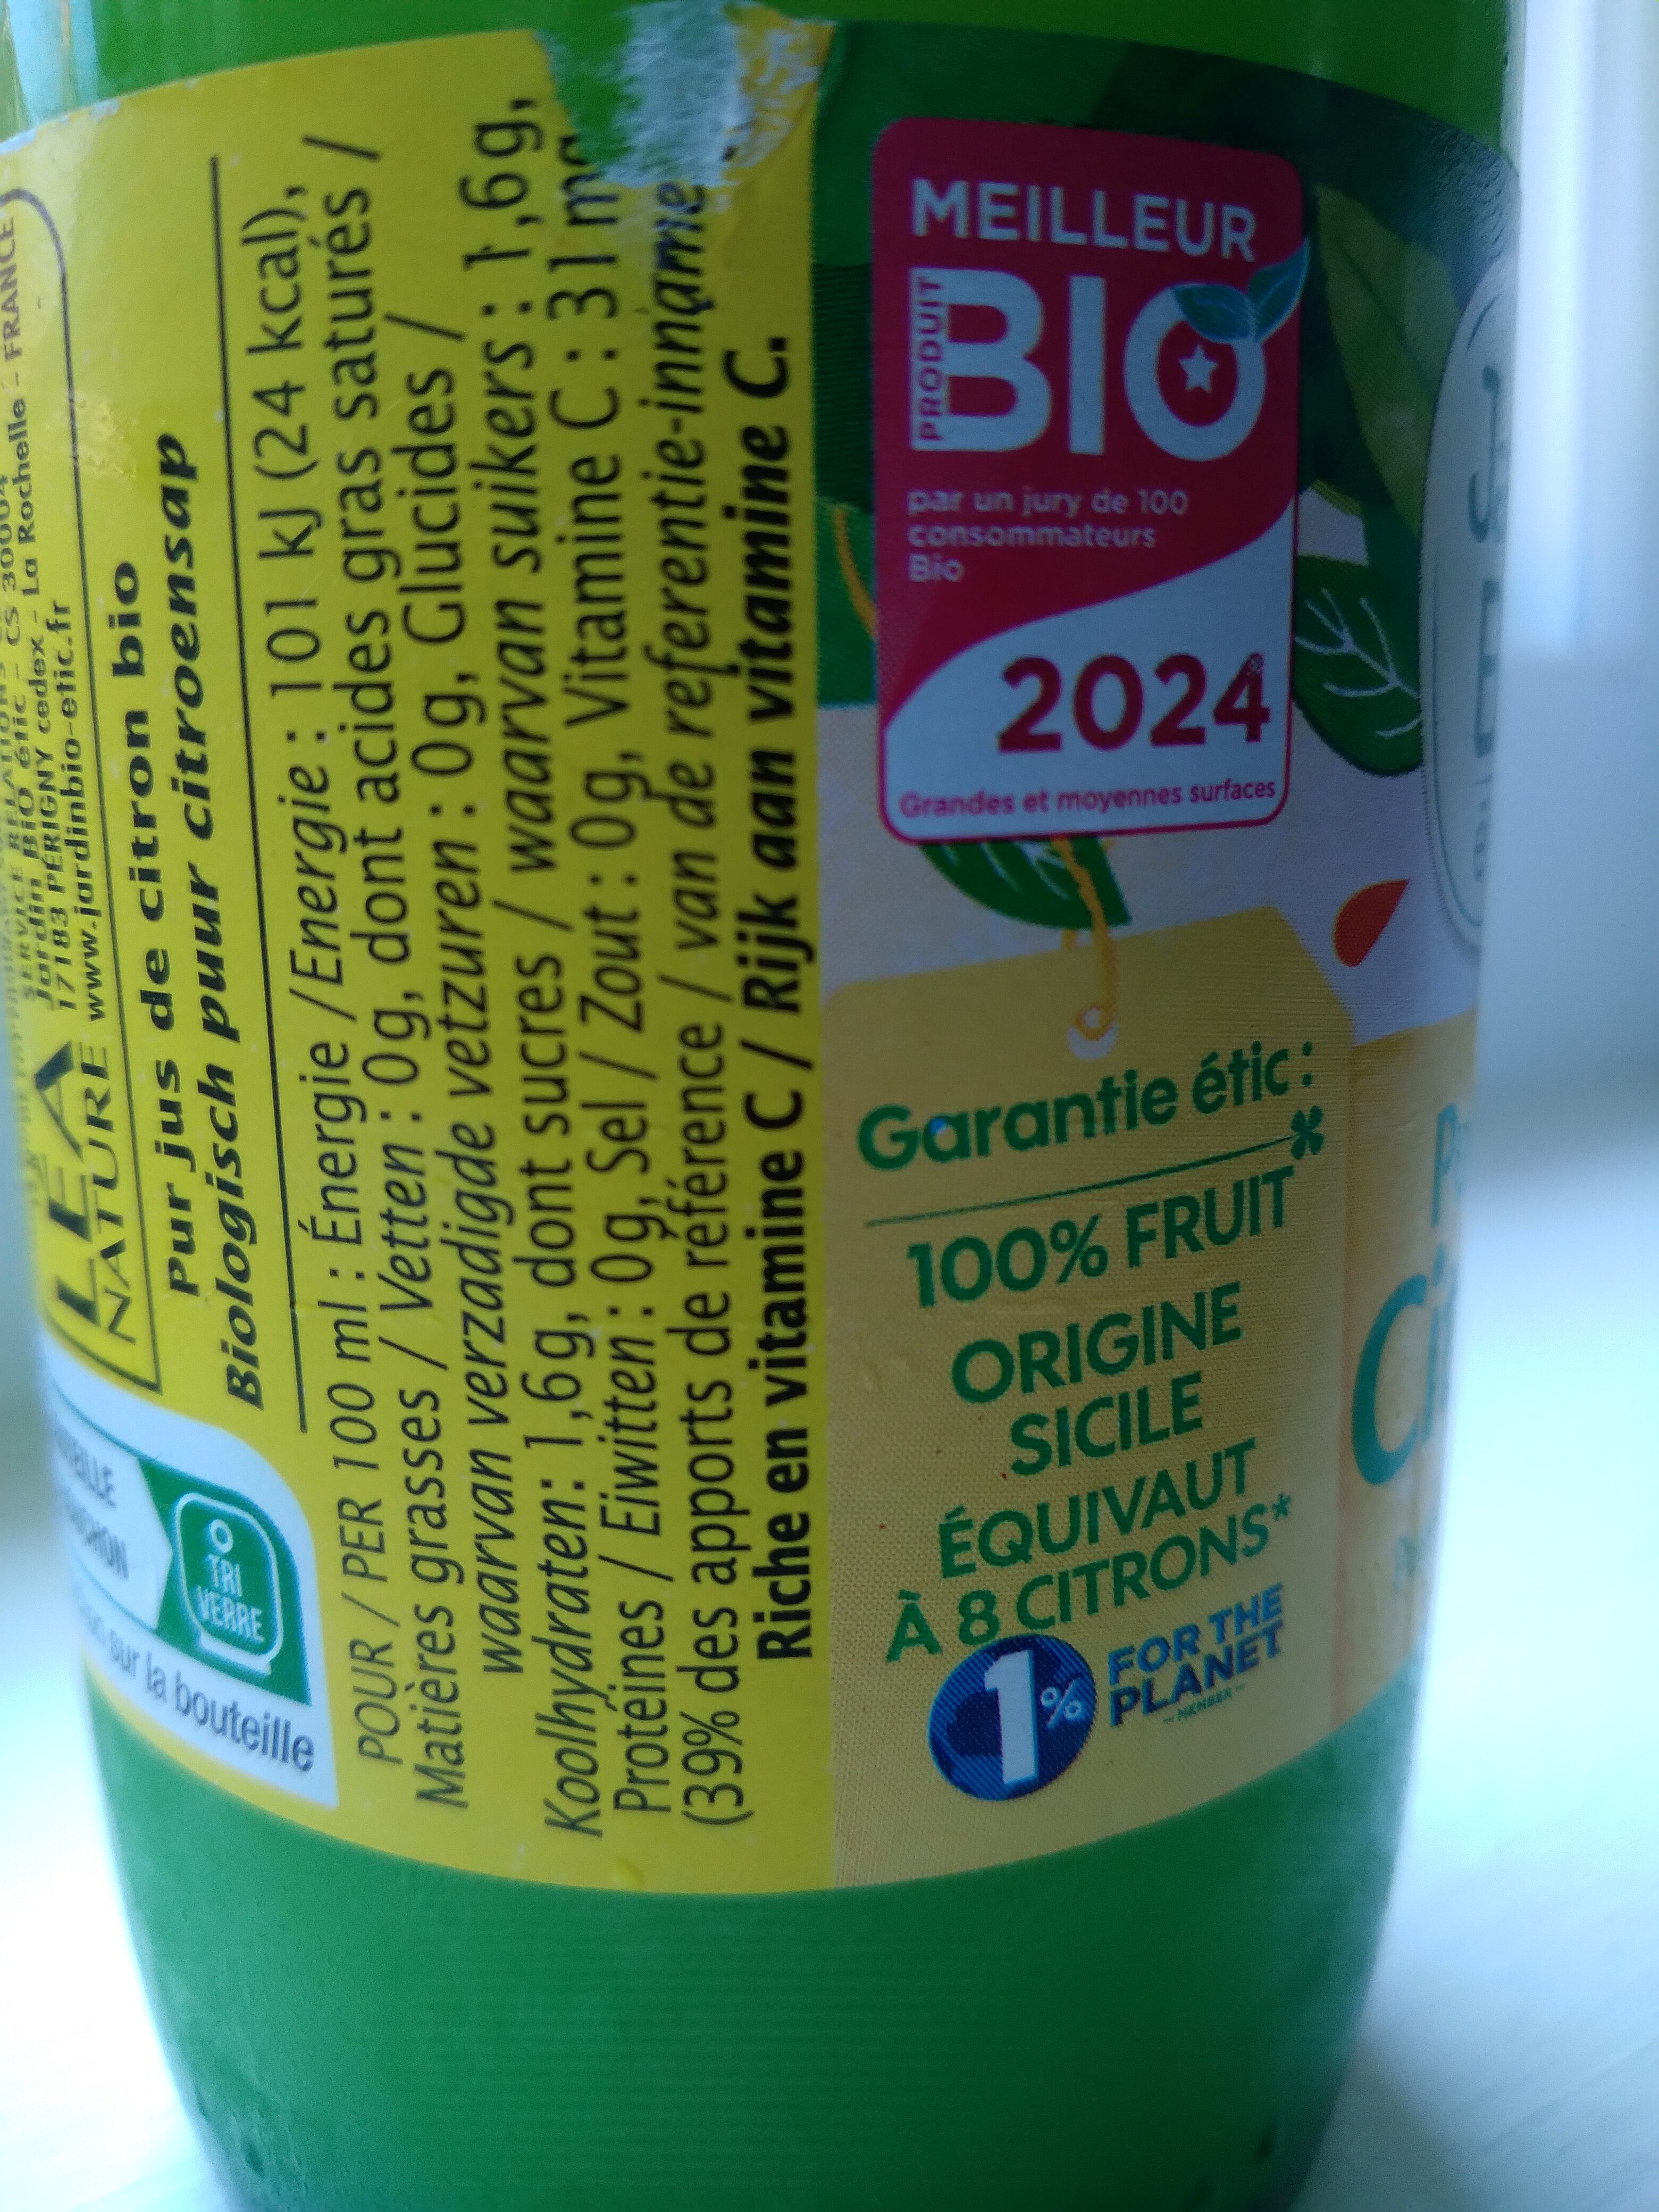 SERVICE RELATIONS
Jardin BiO étic - CS 30004
17183 PÉRIGNY cedex - La Rochelle - FRANCE
www.jardinbio-etic.fr
LEA
NATURE
Pur jus de citron bio
Biologisch puur citroensap
POUR / PER 100 ml : Énergie /Energie : 101 kJ (24 kcal),
Matières grasses / Vetten : 0g, dont acides gras saturés /
waarvan verzadigde vetzuren : 0g, Glucides /
Koolhydraten: 1,6g, dont sucres / waarvan suikers : 1,6g,
Protéines / Eiwitten : 0g, Sel / Zout : 0g, Vitamine C : 31 mg
(39% des apports de référence / van de referentie-inname
Riche en vitamine C / Rijk aan vitamine C.
TRI
VERRE
sur la bouteille
MEILLEUR
PRODUIT
BIO
par un jury de 100
consommateurs
Bio
2024
Grandes et moyennes surfaces
Garantie étic :
100% FRUIT
ORIGINE
SICILE
ÉQUIVAUT
À 8 CITRONS*
1%
FOR THE
PLANET
MEMBER